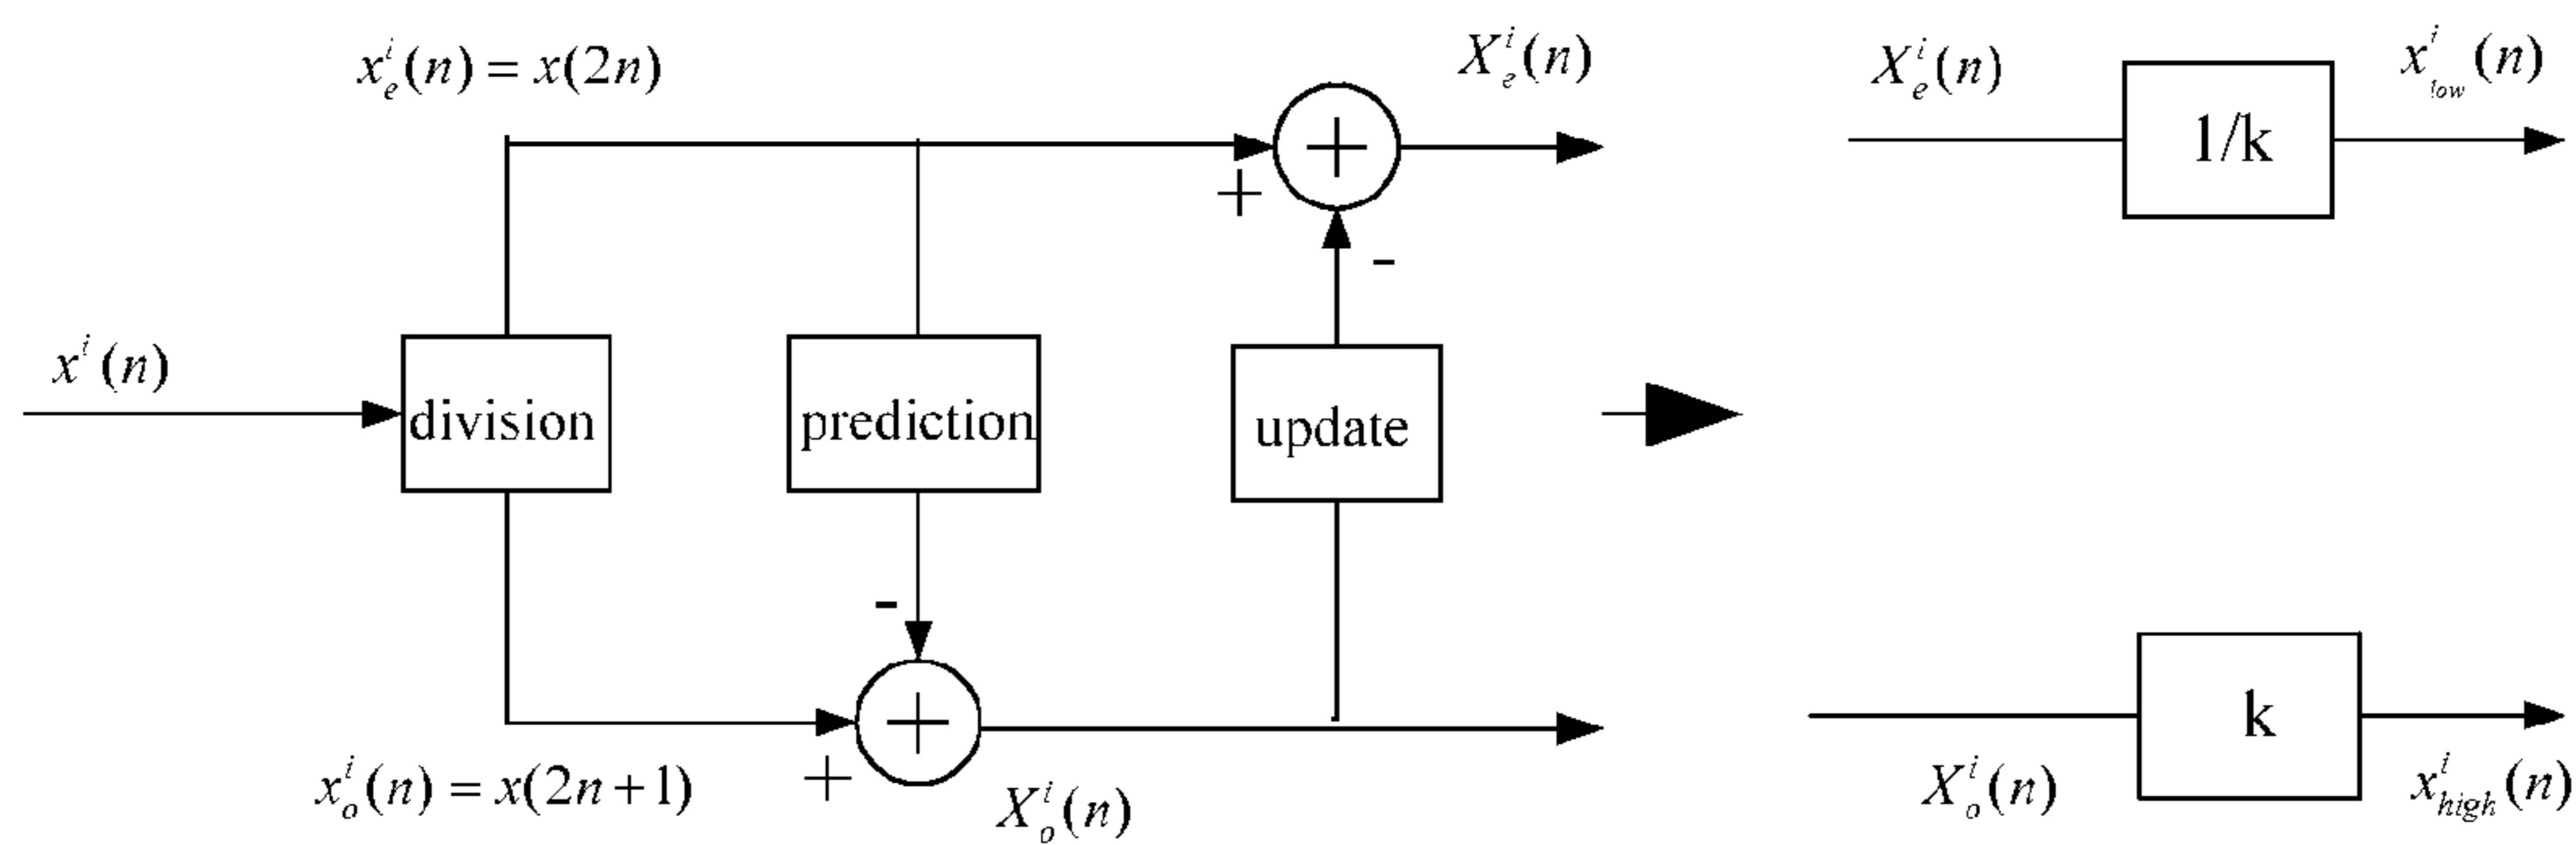 x_e^i(n) = x(2n)
X_e^i(n)
X_e^i(n)
x_low^i(n)
+
1/k
+
-
x^i(n)
division
prediction
update
-
+
k
+
x_o^i(n) = x(2n+1)
X_o^i(n)
X_o^i(n)
x_high^i(n)